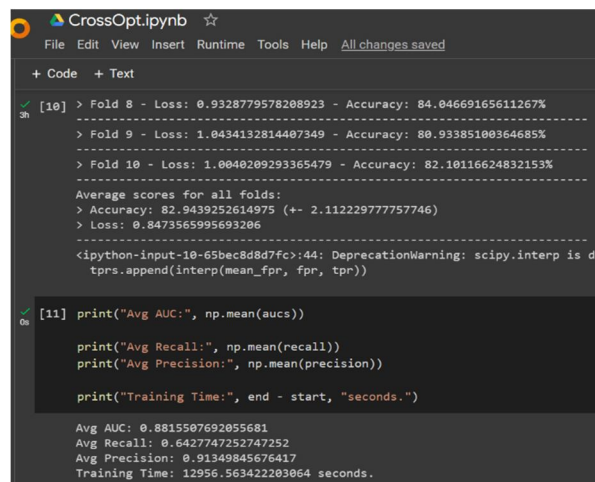 CrossOpt.ipynb
File Edit View Insert Runtime Tools Help All changes saved
+ Code + Text
[10] > Fold 8 - Loss: 0.9328779578208923 - Accuracy: 84.04669165611267%
3h
------------------------------------------------------------------------
> Fold 9 - Loss: 1.0434132814407349 - Accuracy: 80.93385100364685%
------------------------------------------------------------------------
> Fold 10 - Loss: 1.0040209293365479 - Accuracy: 82.10116624832153%
------------------------------------------------------------------------
Average scores for all folds:
> Accuracy: 82.9439252614975 (+- 2.112229777757746)
> Loss: 0.8473565995693206
------------------------------------------------------------------------
<ipython-input-10-65bec8d8d7fc>:44: DeprecationWarning: scipy.interp is d
tprs.append(interp(mean_fpr, fpr, tpr))
[11] print("Avg AUC:", np.mean(aucs))
0s
print("Avg Recall:", np.mean(recall))
print("Avg Precision:", np.mean(precision))
print("Training Time:", end - start, "seconds.")
Avg AUC: 0.8815507692055681
Avg Recall: 0.6427747252747252
Avg Precision: 0.91349845676417
Training Time: 12956.563422203064 seconds.